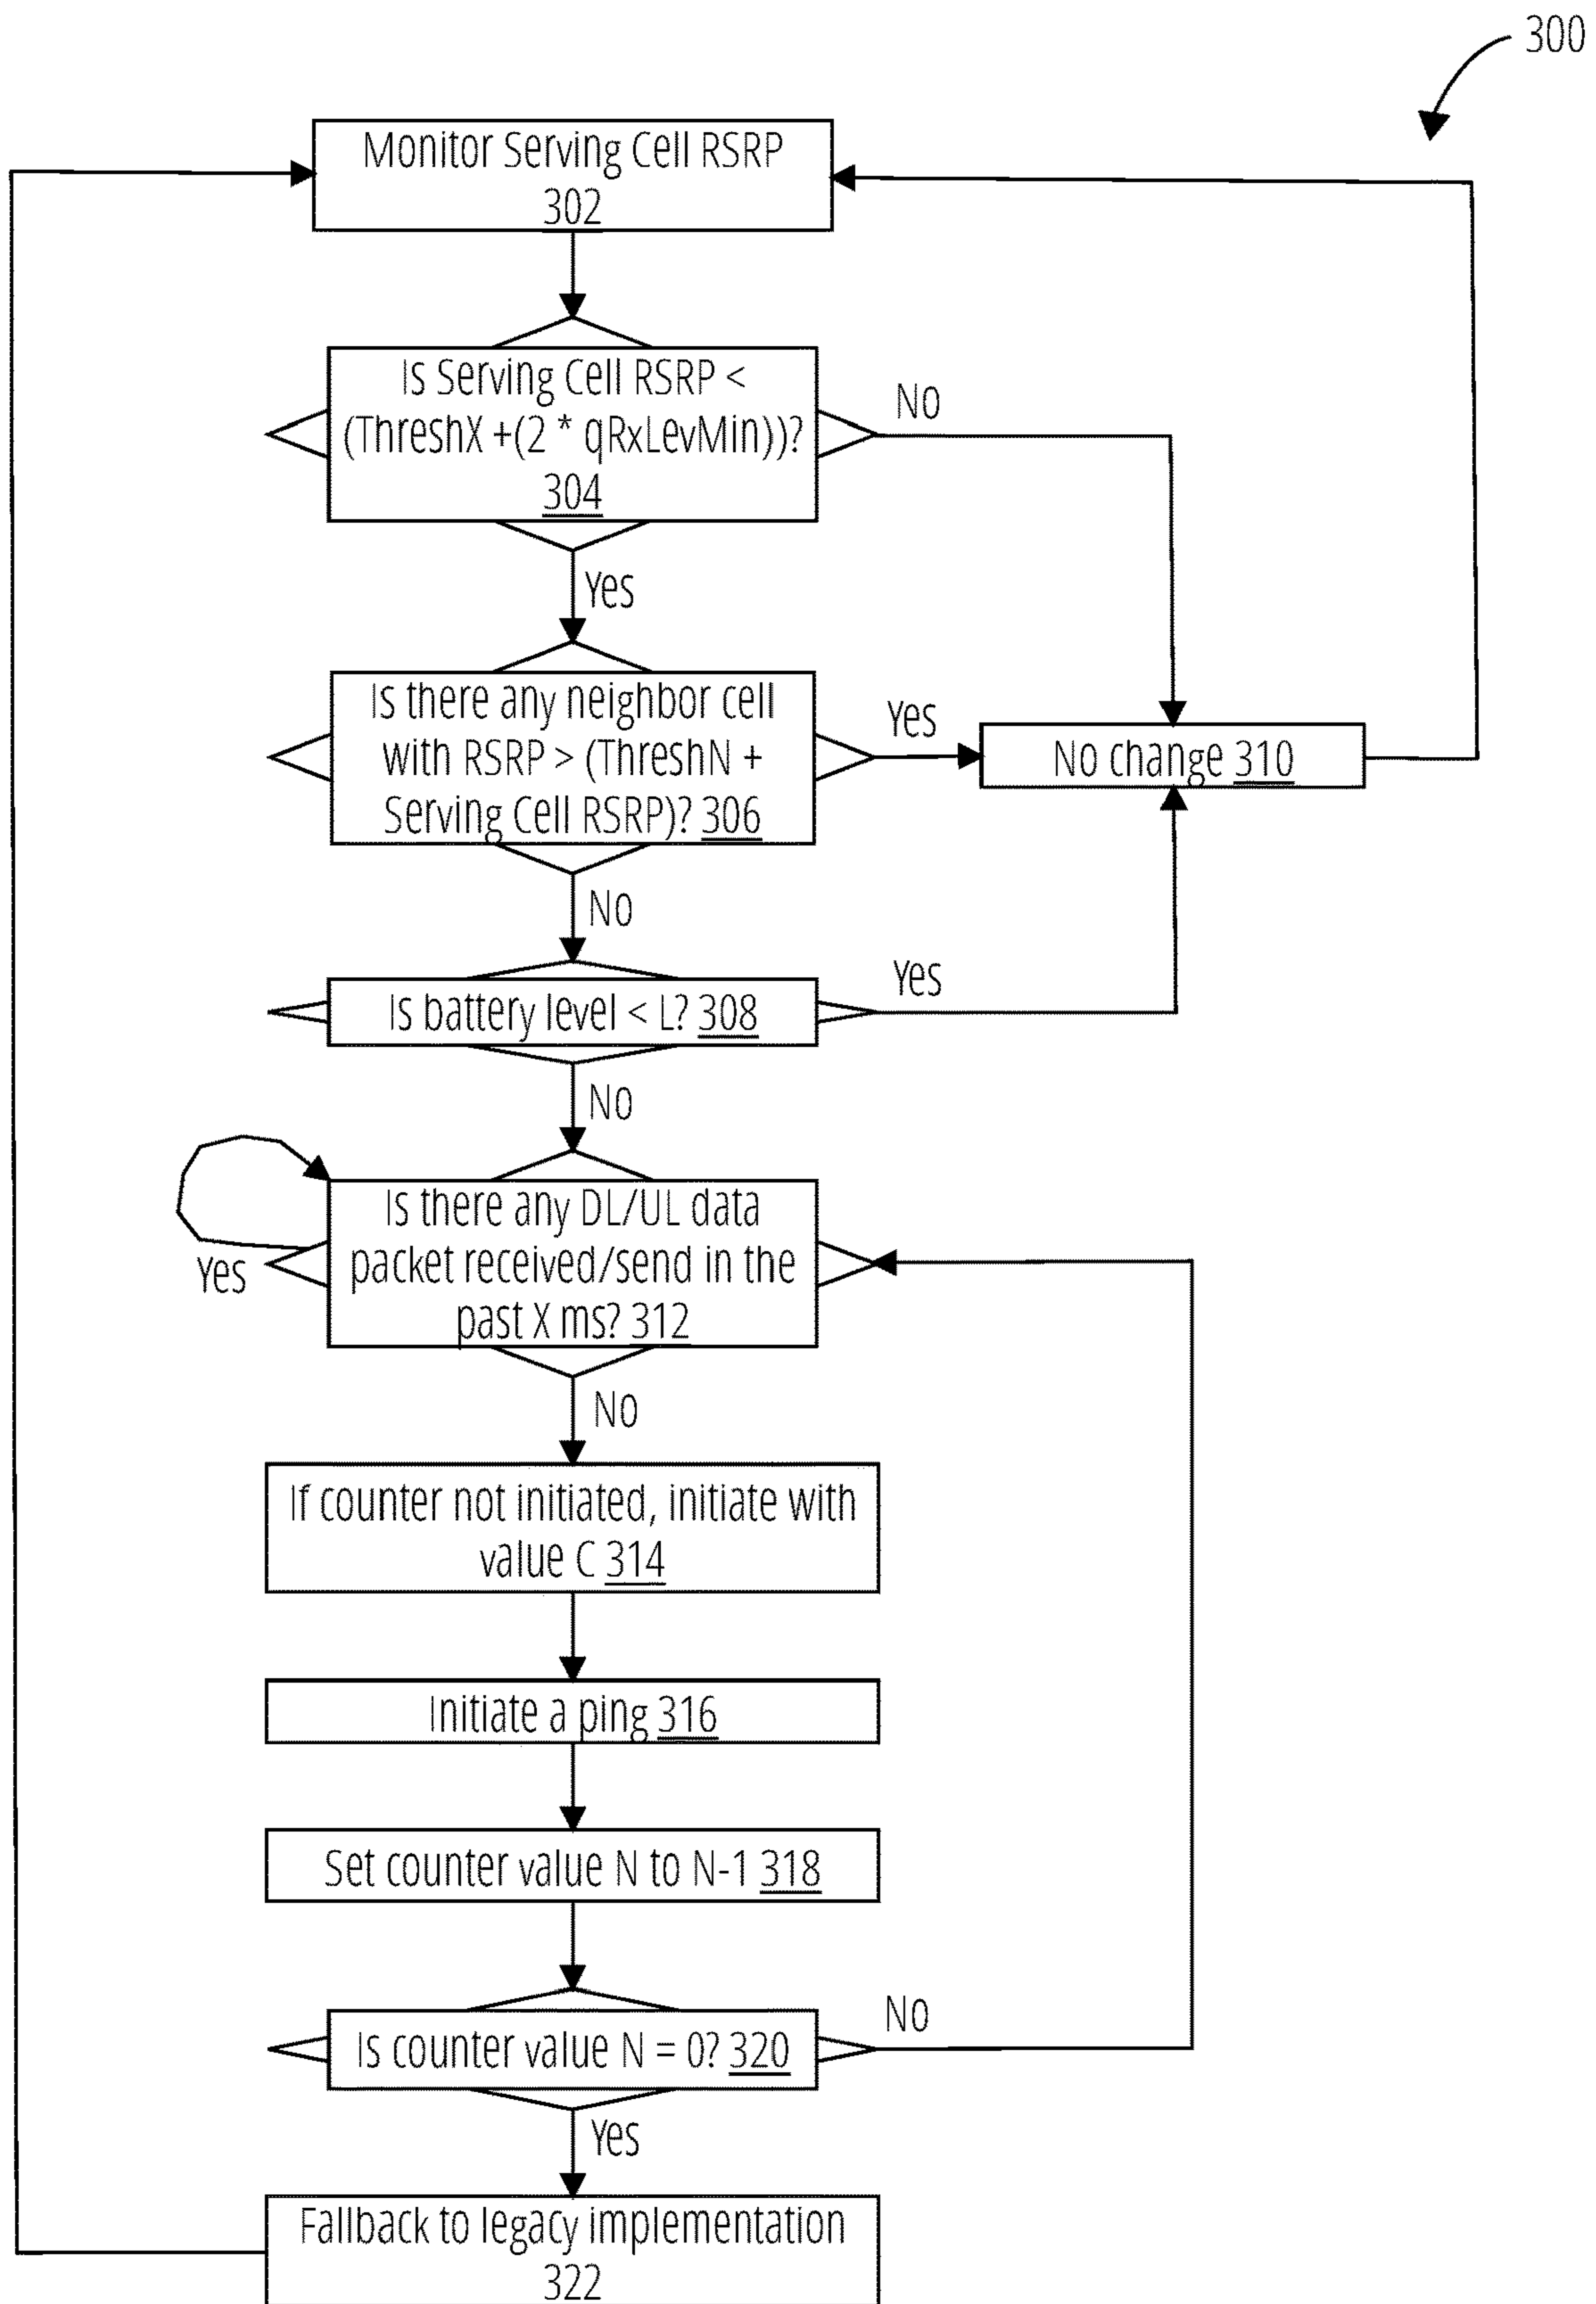 300
Monitor Serving Cell RSRP
302
Is Serving Cell RSRP <
(ThreshX +(2 * qRxLevMin))?
304
No
Yes
Is there any neighbor cell
with RSRP > (ThreshN +
Serving Cell RSRP)? 306
Yes
No change 310
No
Is battery level < L? 308
Yes
No
Is there any DL/UL data
packet received/send in the
past X ms? 312
Yes
No
If counter not initiated, initiate with
value C 314
Initiate a ping 316
Set counter value N to N-1 318
Is counter value N = 0? 320
No
Yes
Fallback to legacy implementation
322